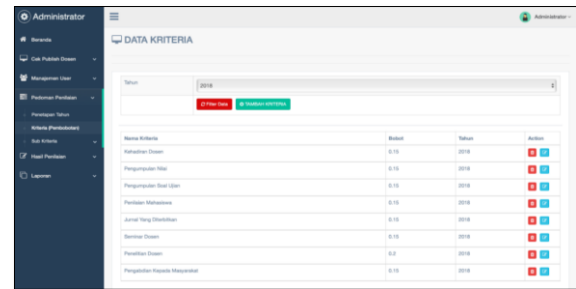 Administrator
Administrator
DATA KRITERIA
Beranda
Cek Publish Dosen
Manajemen User
Pedoman Penilaian
Penetapan Tahun
Kriteria (Pembobotan)
Sub Kriteria
Hasil Penilaian
Laporan
Tahun
2018
Filter Data
TAMBAH KRITERIA
Nama Kriteria Bobot Tahun Action
Kehadiran Dosen 0.15 2018
Pengumpulan Nilai 0.15 2018
Pengumpulan Soal Ujian 0.15 2018
Penilaian Mahasiswa 0.15 2018
Jurnal Yang Diterbitkan 0.15 2018
Seminar Dosen 0.15 2018
Penelitian Dosen 0.2 2018
Pengabdian Kepada Masyarakat 0.15 2018